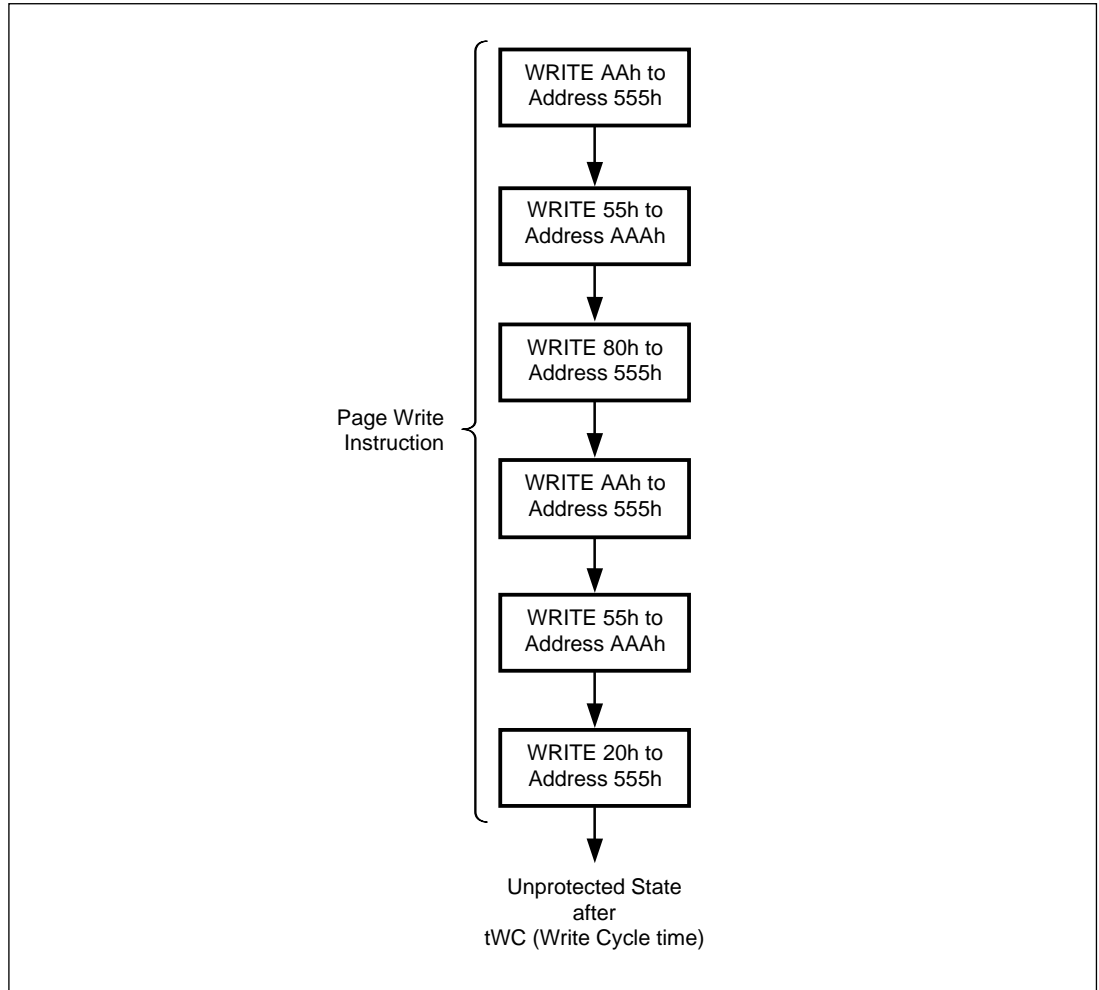 WRITE AAh to
Address 555h
WRITE 55h to
Address AAAh
WRITE 80h to
Address 555h
Page Write
Instruction
WRITE AAh to
Address 555h
WRITE 55h to
Address AAAh
WRITE 20h to
Address 555h
Unprotected State
after
tWC (Write Cycle time)